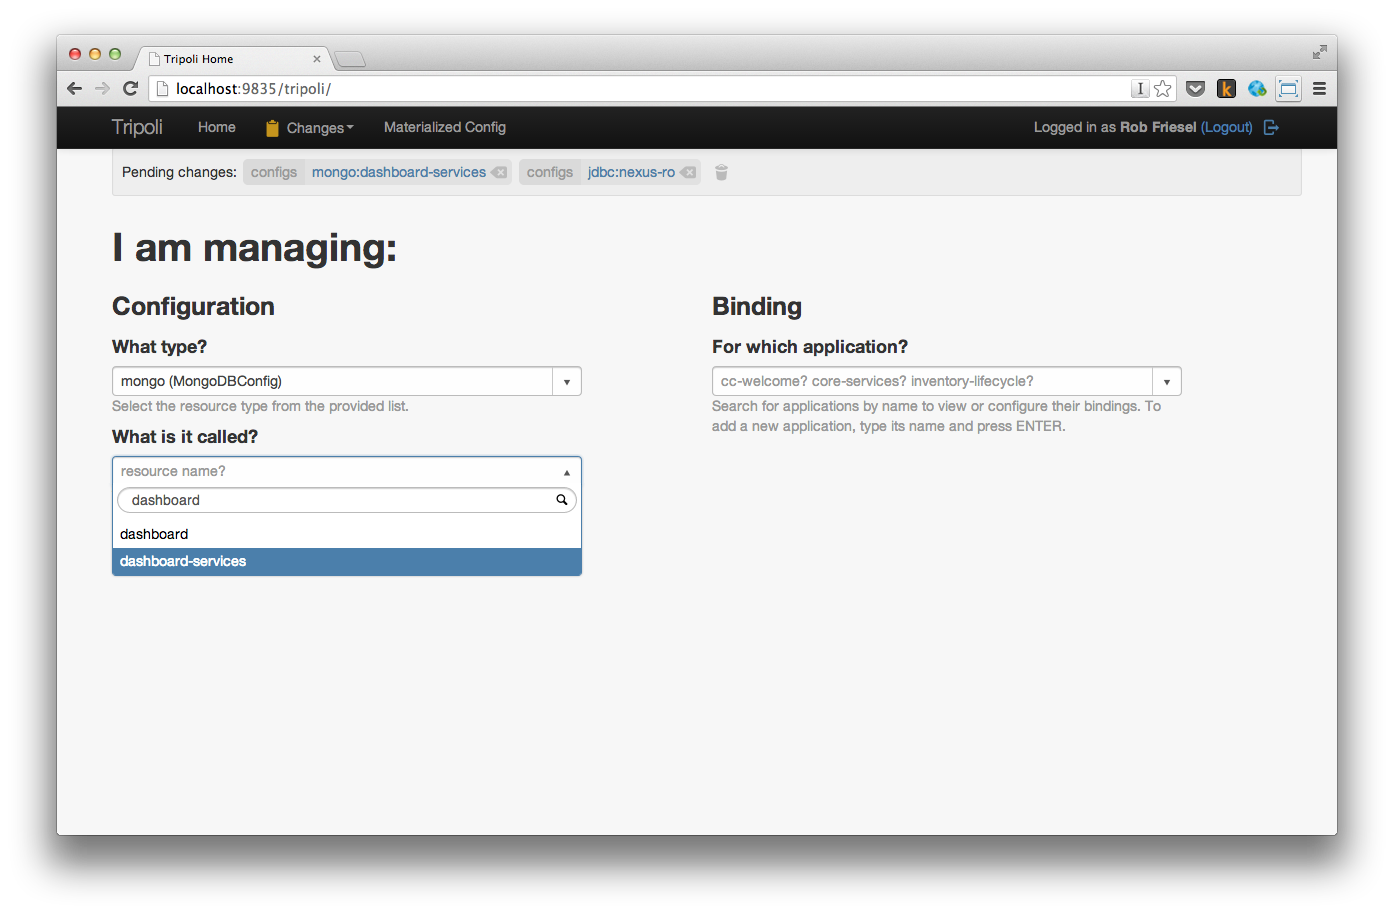 Tripoli Home
localhost:9835/tripoli/
Tripoli Home Changes Materialized Config Logged in as Rob Friesel (Logout)
Pending changes: configs mongo:dashboard-services configs jdbc:nexus-ro
I am managing:
Configuration
What type?
mongo (MongoDBConfig)
Select the resource type from the provided list.
What is it called?
resource name?
dashboard
dashboard
dashboard-services
Binding
For which application?
cc-welcome? core-services? inventory-lifecycle?
Search for applications by name to view or configure their bindings. To
add a new application, type its name and press ENTER.